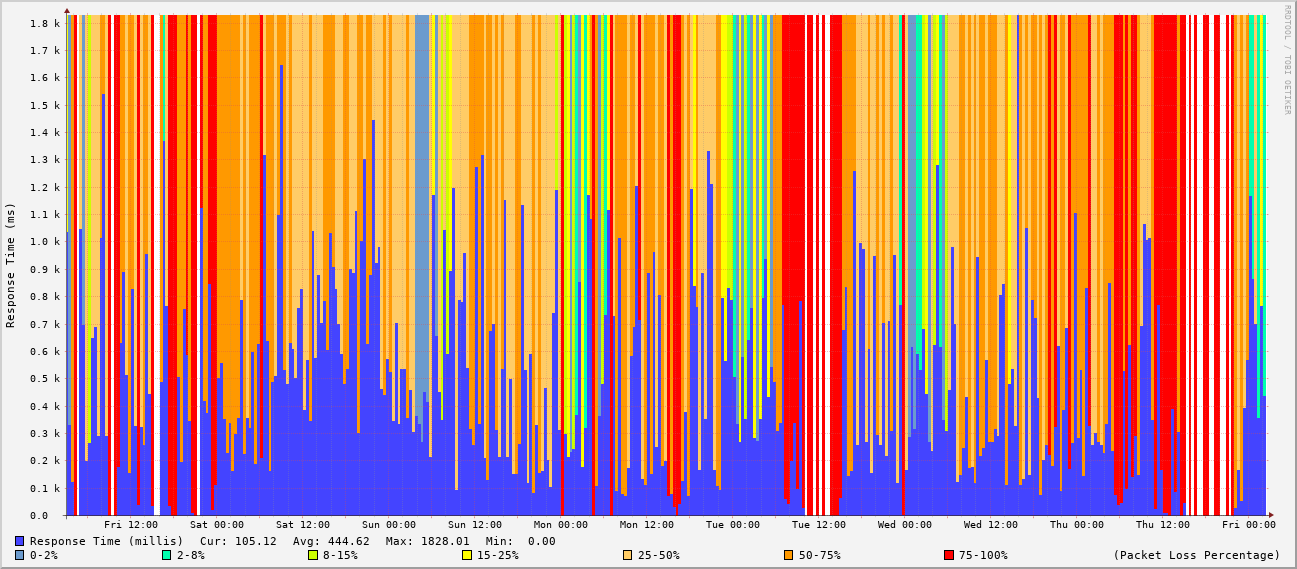 RRDTOOL / TOBI OETIKER
Response Time (ms)
1.8 k
1.7 k
1.6 k
1.5 k
1.4 k
1.3 k
1.2 k
1.1 k
1.0 k
0.9 k
0.8 k
0.7 k
0.6 k
0.5 k
0.4 k
0.3 k
0.2 k
0.1 k
0.0
Fri 12:00 Sat 00:00 Sat 12:00 Sun 00:00 Sun 12:00 Mon 00:00 Mon 12:00 Tue 00:00 Tue 12:00 Wed 00:00 Wed 12:00 Thu 00:00 Thu 12:00 Fri 00:00
Response Time (millis) Cur: 105.12 Avg: 444.62 Max: 1828.01 Min: 0.00
0-2% 2-8% 8-15% 15-25% 25-50% 50-75% 75-100% (Packet Loss Percentage)